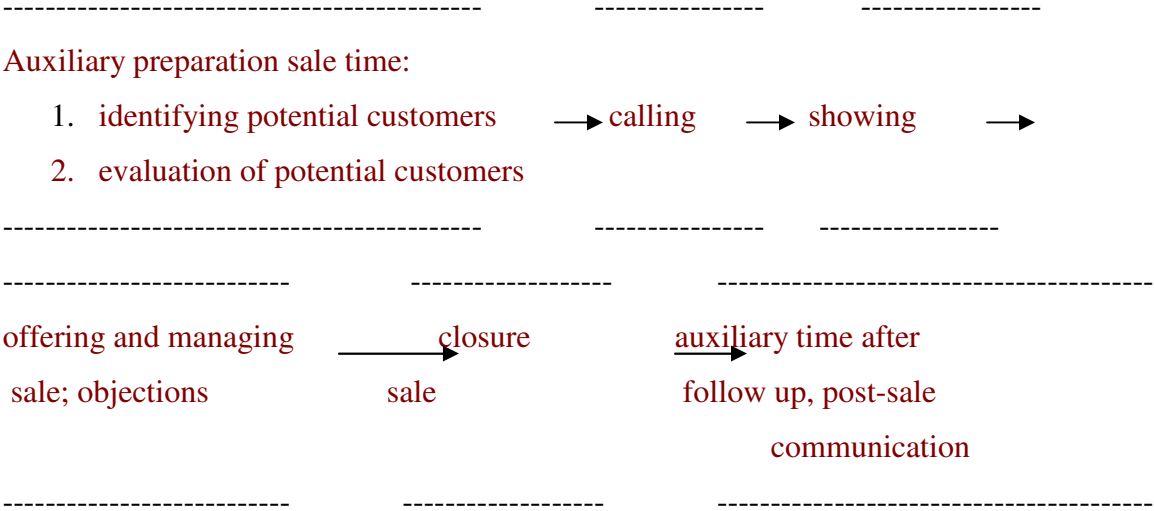 --------------------------------------------- ---------------- -----------------
Auxiliary preparation sale time:
1. identifying potential customers calling showing
2. evaluation of potential customers
--------------------------------------------- ---------------- -----------------
--------------------------- ------------------- -----------------------------------------
offering and managing closure auxiliary time after
sale; objections sale follow up, post-sale
communication
--------------------------- ------------------- -----------------------------------------